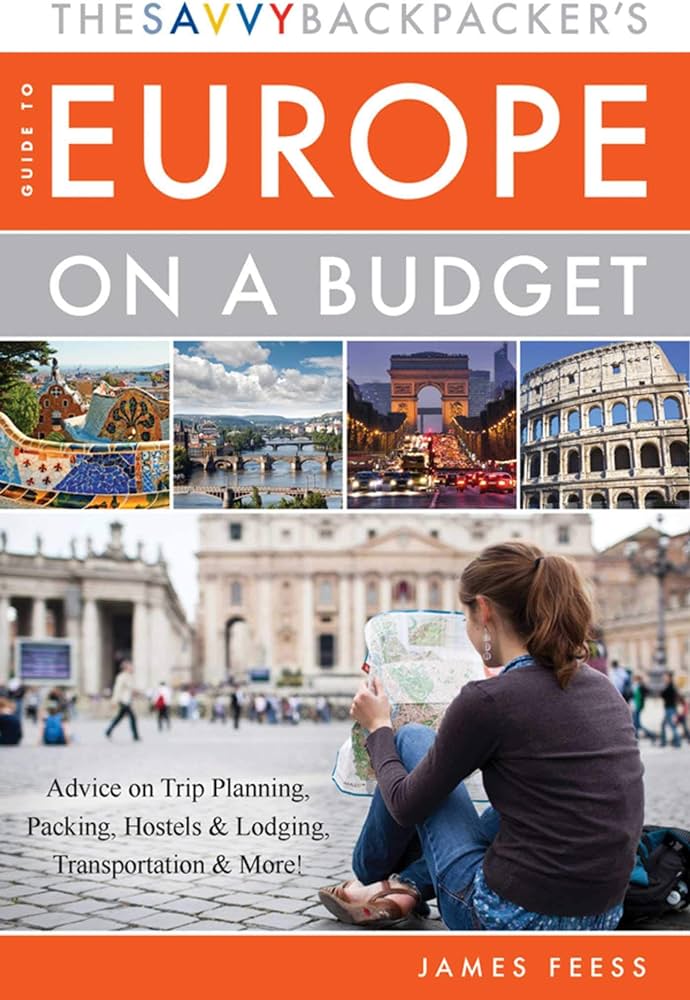 THESAVVYBACKPACKER'S
GUIDE TO
EUROPE
ON A BUDGET
Advice on Trip Planning,
Packing, Hostels & Lodging,
Transportation & More!
JAMES FEESS